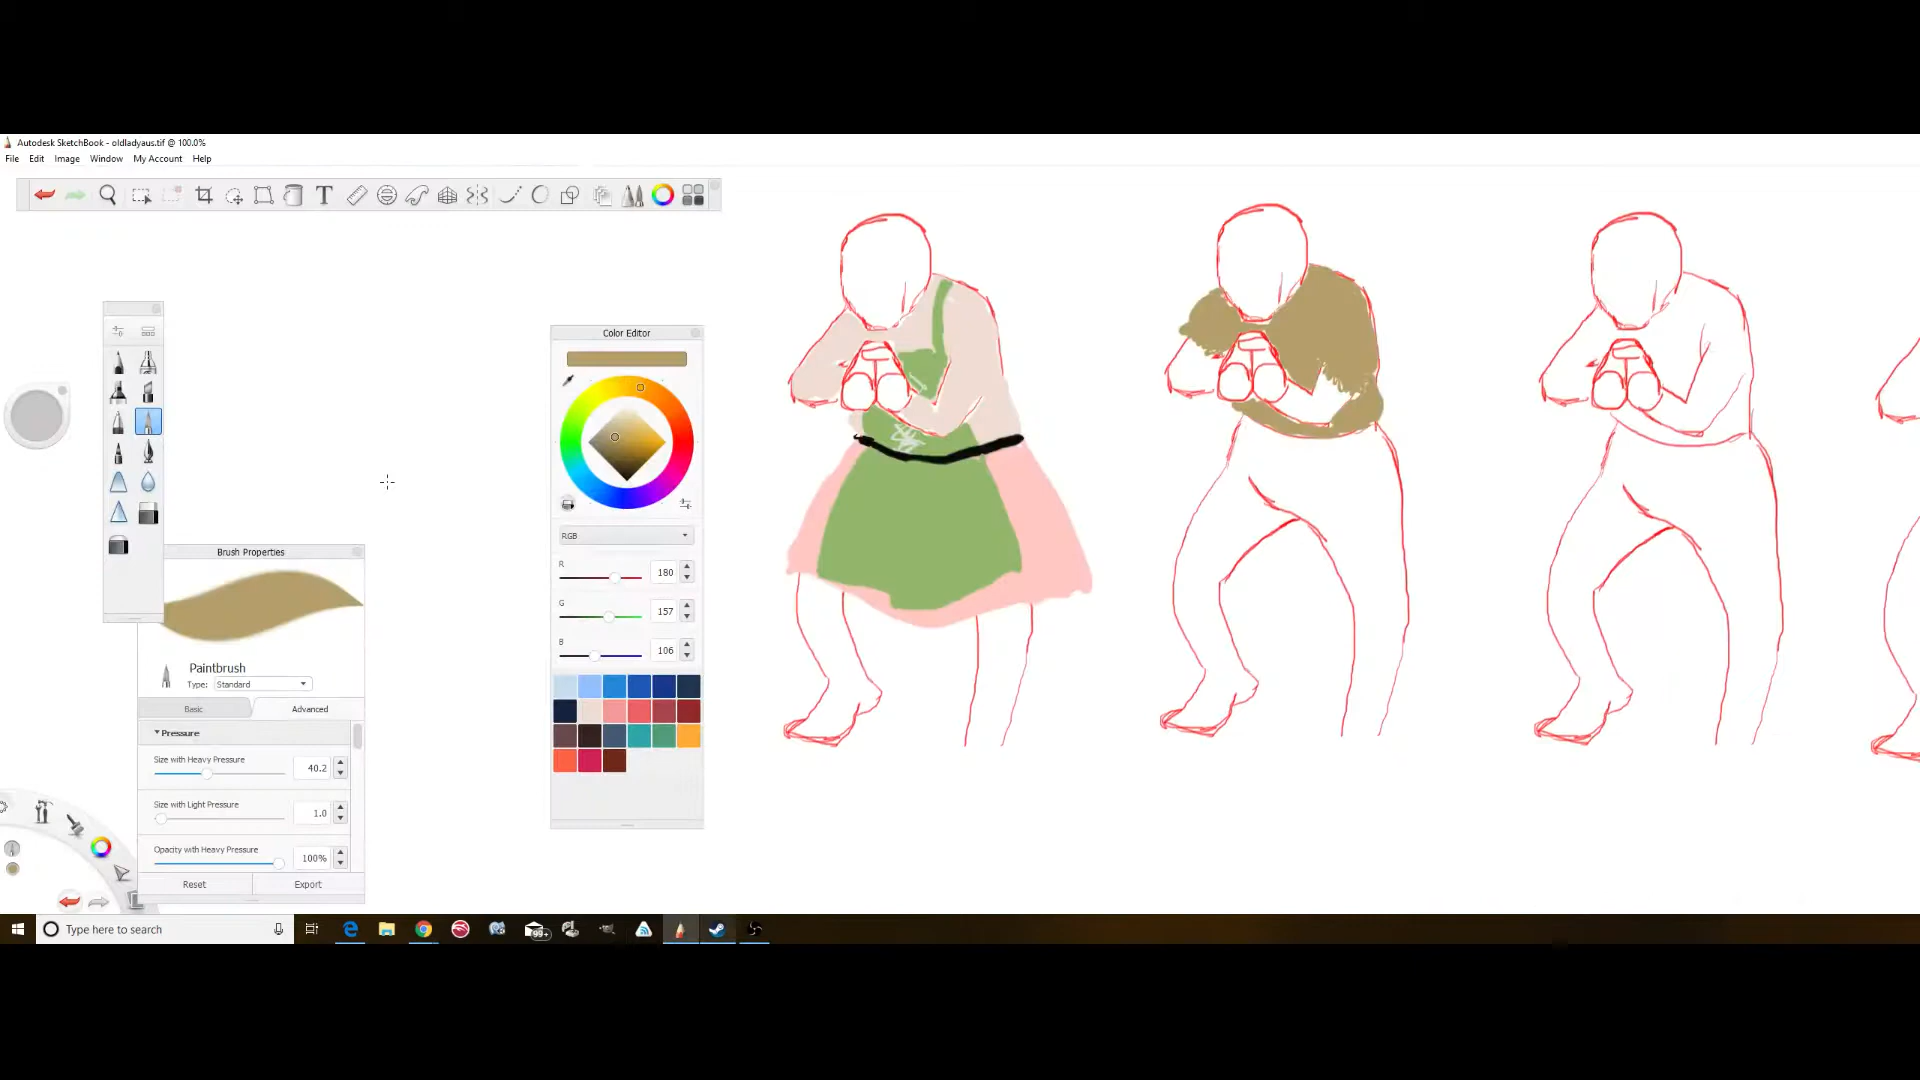 Autodesk SketchBook - oldladyaus.tif @ 100.0%
File Edit Image Window My Account Help
T
Color Editor
RGB
R 180
G 157
B 106
Brush Properties
Paintbrush
Type: Standard
Basic Advanced
Pressure
Size with Heavy Pressure
40.2
Size with Light Pressure
1.0
Opacity with Heavy Pressure
100%
Reset Export
Type here to search
99+